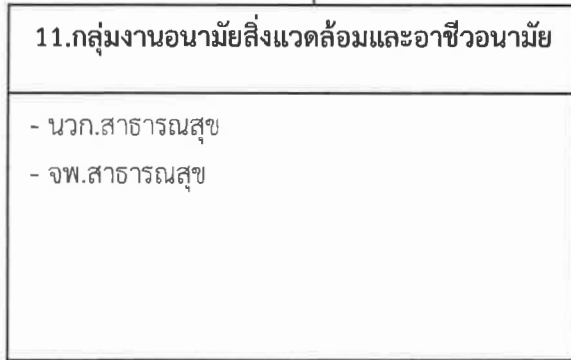 11.กลุ่มงานอนามัยสิ่งแวดล้อมและอาชีวอนามัย
- นวก.สาธารณสุข
- จพ.สาธารณสุข